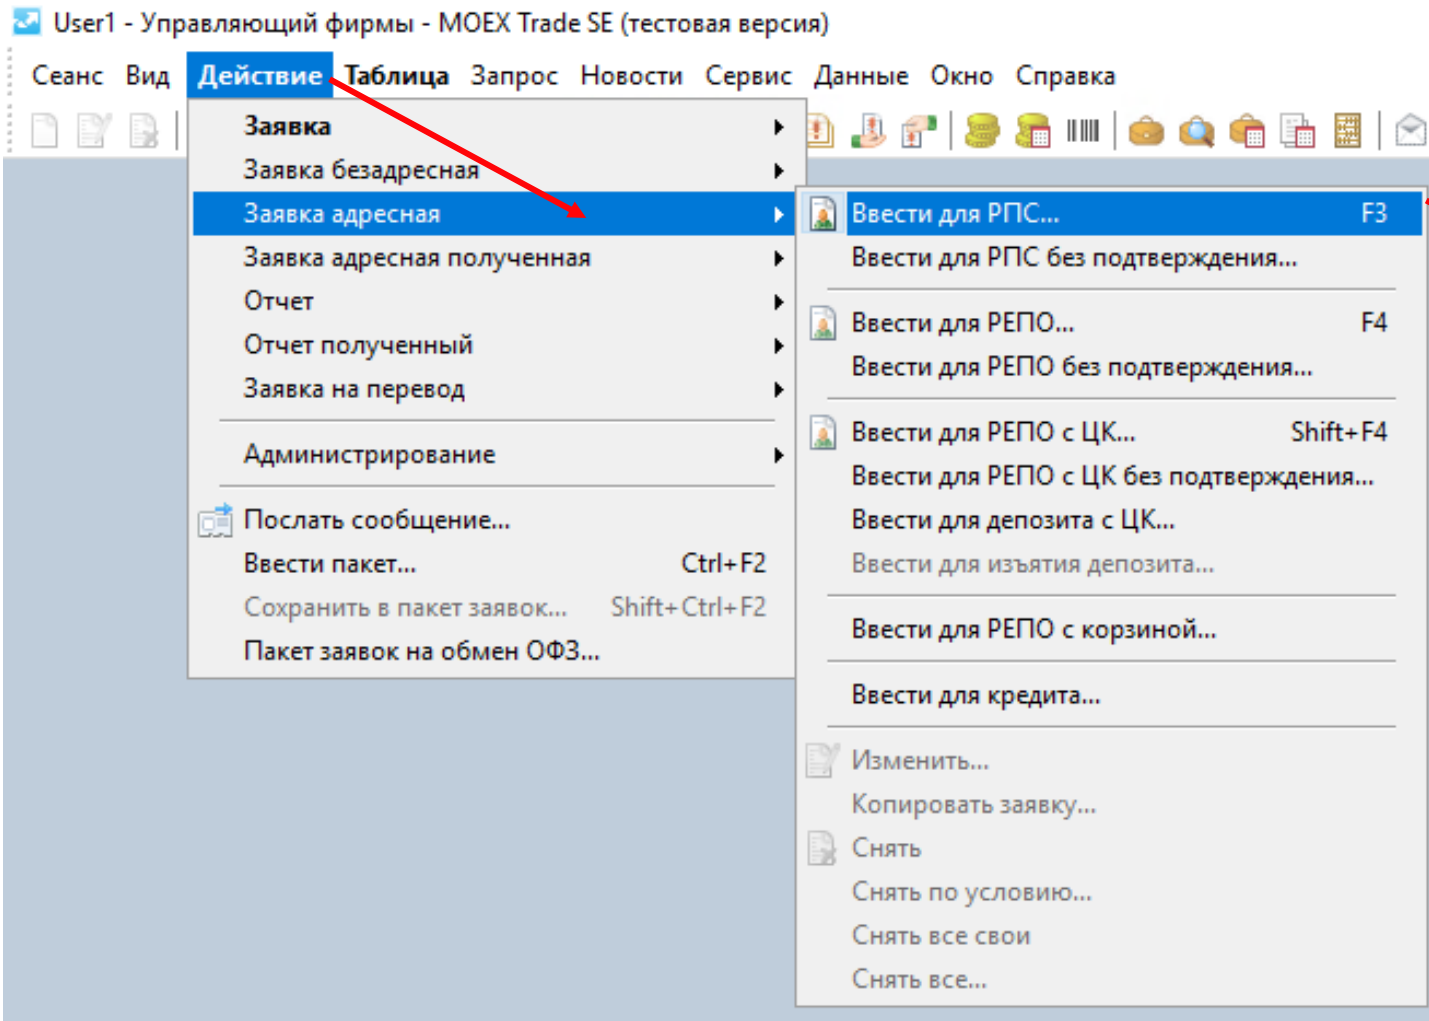 User1 - Управляющий фирмы - MOEX Trade SE (тестовая версия)
Сеанс Вид Действие Таблица Запрос Новости Сервис Данные Окно Справка
Заявка
Заявка безадресная
Заявка адресная
Заявка адресная полученная
Отчет
Отчет полученный
Заявка на перевод
Администрирование
Послать сообщение...
Ввести пакет... Ctrl+F2
Сохранить в пакет заявок... Shift+Ctrl+F2
Пакет заявок на обмен ОФЗ...
Ввести для РПС... F3
Ввести для РПС без подтверждения...
Ввести для РЕПО... F4
Ввести для РЕПО без подтверждения...
Ввести для РЕПО с ЦК... Shift+F4
Ввести для РЕПО с ЦК без подтверждения...
Ввести для депозита с ЦК...
Ввести для изъятия депозита...
Ввести для РЕПО с корзиной...
Ввести для кредита...
Изменить...
Копировать заявку...
Снять
Снять по условию...
Снять все свои
Снять все...